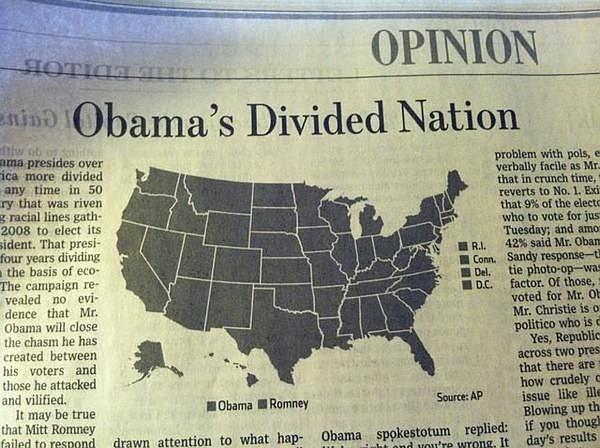 OPINION
Obama's Divided Nation
ama presides over
ica more divided
any time in 50
ry that was riven
g racial lines gath-
2008 to elect its
sident. That presi-
four years dividing
the basis of eco-
The campaign re-
vealed no evi-
dence that Mr.
Obama will close
the chasm he has
created between
his voters and
those he attacked
and vilified.
It may be true
that Mitt Romney
failed to respond
R.I.
Conn.
Del.
D.C.
Obama Romney
Source: AP
drawn attention to what hap-
Obama spokestotum replied:
and you're wrong. It
problem with pols, e
verbally facile as Mr.
that in crunch time,
reverts to No. 1. Exi
that 9% of the electo
who to vote for jus
Tuesday; and amo
42% said Mr. Oban
Sandy response—t
tie photo-op—was
factor. Of those,
voted for Mr. Ob
Mr. Christie is o
politico who is d
Yes, Republic
across two pres
that there are
how crudely c
issue like ille
Blowing up th
if you though
day's results